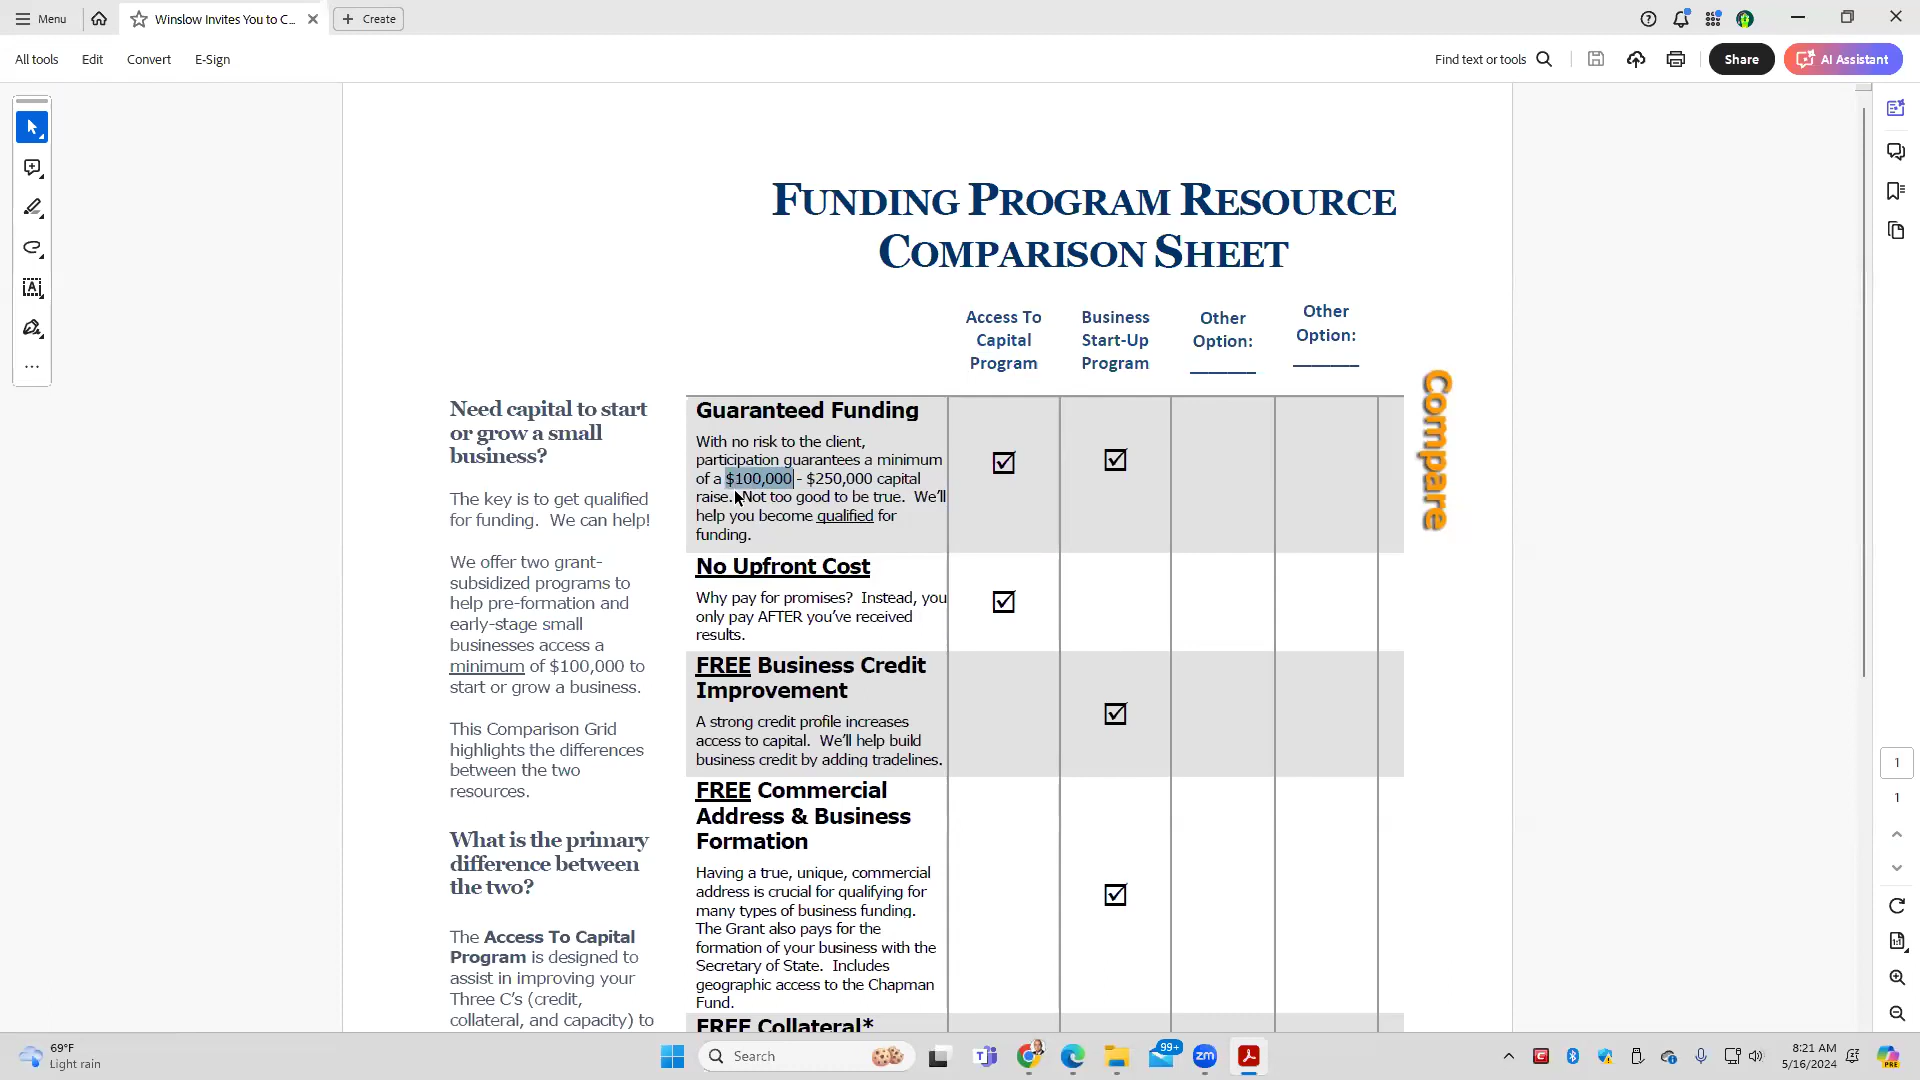 Menu
Winslow Invites You to C...
Create
All tools
Edit
Convert
E-Sign
Find text or tools
Share
AI Assistant
FUNDING PROGRAM RESOURCE
COMPARISON SHEET
Access To
Capital
Program
Business
Start-Up
Program
Other
Option:
_______
Other
Option:
_______
Compare
Need capital to start
or grow a small
business?
The key is to get qualified
for funding.  We can help!
We offer two grant-
subsidized programs to
help pre-formation and
early-stage small
businesses access a
minimum of $100,000 to
start or grow a business.
This Comparison Grid
highlights the differences
between the two
resources.
What is the primary
difference between
the two?
The Access To Capital
Program is designed to
assist in improving your
Three C's (credit,
collateral, and capacity) to
Guaranteed Funding
With no risk to the client,
participation guarantees a minimum
of a $100,000 - $250,000 capital
raise.  Not too good to be true.  We'll
help you become qualified for
funding.
No Upfront Cost
Why pay for promises?  Instead, you
only pay AFTER you've received
results.
FREE Business Credit
Improvement
A strong credit profile increases
access to capital.  We'll help build
business credit by adding tradelines.
FREE Commercial
Address & Business
Formation
Having a true, unique, commercial
address is crucial for qualifying for
many types of business funding.
The Grant also pays for the
formation of your business with the
Secretary of State.  Includes
geographic access to the Chapman
Fund.
FREE Collateral*
1
1
69°F
Light rain
Search
99+
zm
PRE
8:21 AM
5/16/2024